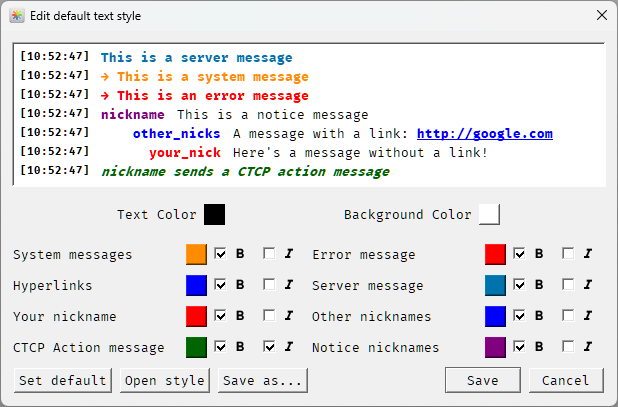 Edit default text style
[10:52:47] This is a server message
[10:52:47] → This is a system message
[10:52:47] → This is an error message
[10:52:47] nickname This is a notice message
[10:52:47] other_nicks A message with a link: http://google.com
[10:52:47] your_nick Here's a message without a link!
[10:52:47] nickname sends a CTCP action message
Text Color Background Color
System messages B I Error message B I
Hyperlinks B I Server message B I
Your nickname B I Other nicknames B I
CTCP Action message B I Notice nicknames B I
Set default Open style Save as... Save Cancel